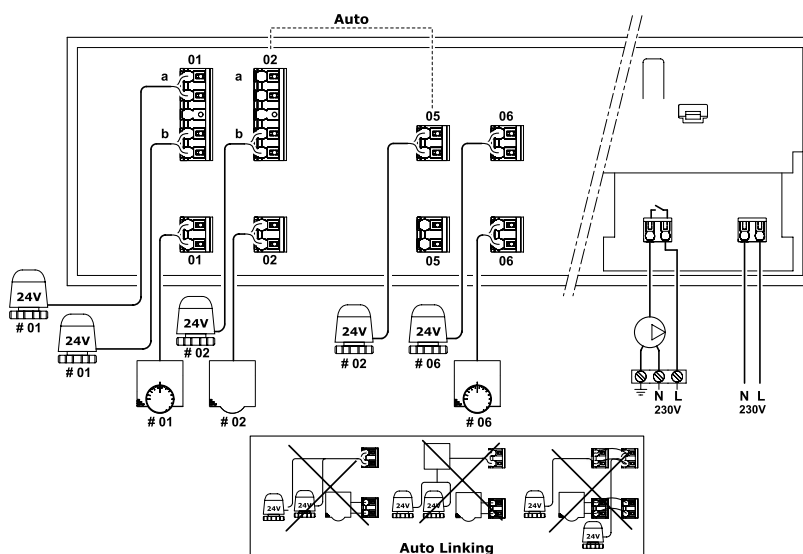 Auto
01 02
a a
05 06
b b
01 02 05 06
24V
# 01
24V
# 01
24V
# 02
24V
# 02
24V
# 06
# 01 # 02 # 06
N L
230V
N L
230V
24V 24V 24V 24V 24V
24V
Auto Linking